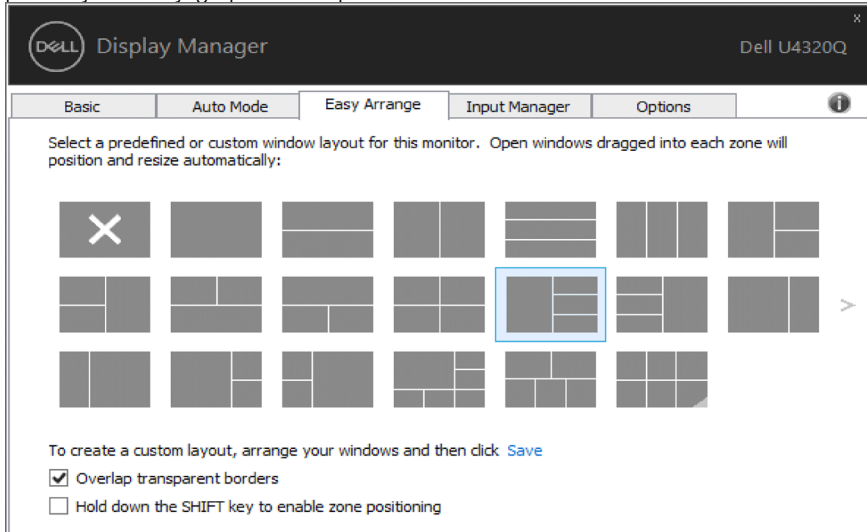 x
DELL Display Manager
Dell U4320Q
Basic
Auto Mode
Easy Arrange
Input Manager
Options
Select a predefined or custom window layout for this monitor. Open windows dragged into each zone will
position and resize automatically:
>
To create a custom layout, arrange your windows and then click Save
Overlap transparent borders
Hold down the SHIFT key to enable zone positioning